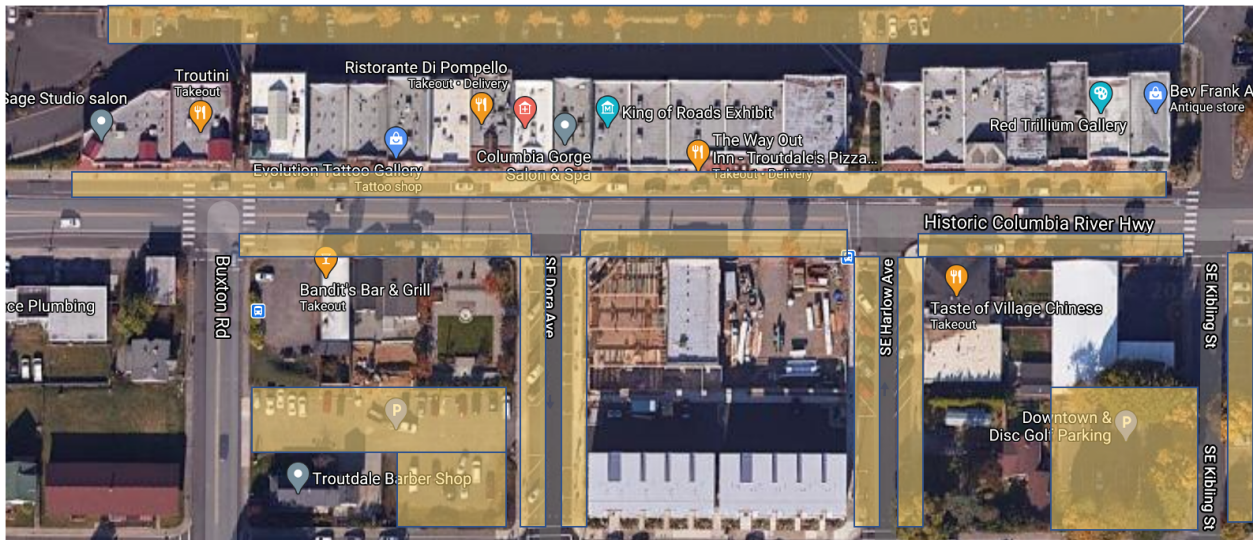 Troutini
Takeout
Sage Studio salon
Ristorante Di Pompello
Takeout • Delivery
King of Roads Exhibit
Bev Frank A
Antique store
Red Trillium Gallery
Columbia Gorge
Salon & Spa
The Way Out
Inn - Troutdale's Pizza...
Takeout • Delivery
Evolution Tattoo Gallery
Tattoo shop
Historic Columbia River Hwy
Buxton Rd
Bandit's Bar & Grill
Takeout
SE Dora Ave
SE Harlow Ave
Taste of Village Chinese
Takeout
SE Kibling St
ce Plumbing
P
Downtown &
Disc Golf Parking
P
Troutdale Barber Shop
SE Kibling St